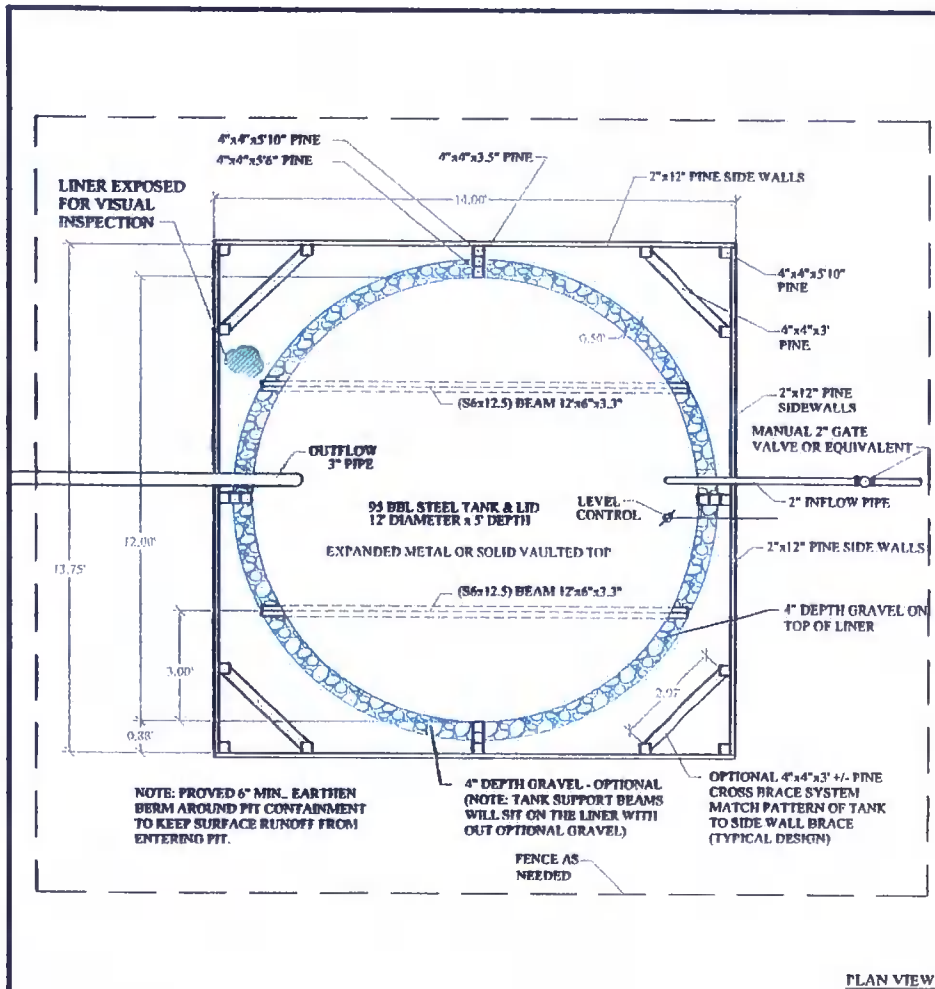 4"x4"x5'10" PINE
4"x4"x5'6" PINE
4"x4"x3.5" PINE
2"x12" PINE SIDE WALLS
LINER EXPOSED
FOR VISUAL
INSPECTION
14.00'
4"x4"x5'10"
PINE
4"x4"x3'
PINE
0.50'
(S6x12.5) BEAM 12'x6"x3.3"
2"x12" PINE
SIDEWALLS
MANUAL 2" GATE
VALVE OR EQUIVALENT
OUTFLOW
3" PIPE
2" INFLOW PIPE
95 BBL STEEL TANK & LID
12' DIAMETER x 5' DEPTH
LEVEL
CONTROL
EXPANDED METAL OR SOLID VAULTED TOP
2"x12" PINE SIDE WALLS
12.00'
13.75'
(S6x12.5) BEAM 12'x6"x3.3"
4" DEPTH GRAVEL ON
TOP OF LINER
3.00'
2.97'
0.88'
NOTE: PROVED 6" MIN.. EARTHEN
BERM AROUND PIT CONTAINMENT
TO KEEP SURFACE RUNOFF FROM
ENTERING PIT.
4" DEPTH GRAVEL - OPTIONAL
(NOTE: TANK SUPPORT BEAMS
WILL SIT ON THE LINER WITH
OUT OPTIONAL GRAVEL)
OPTIONAL 4"x4"x3' +/- PINE
CROSS BRACE SYSTEM
MATCH PATTERN OF TANK
TO SIDE WALL BRACE
(TYPICAL DESIGN)
FENCE AS
NEEDED
PLAN VIEW